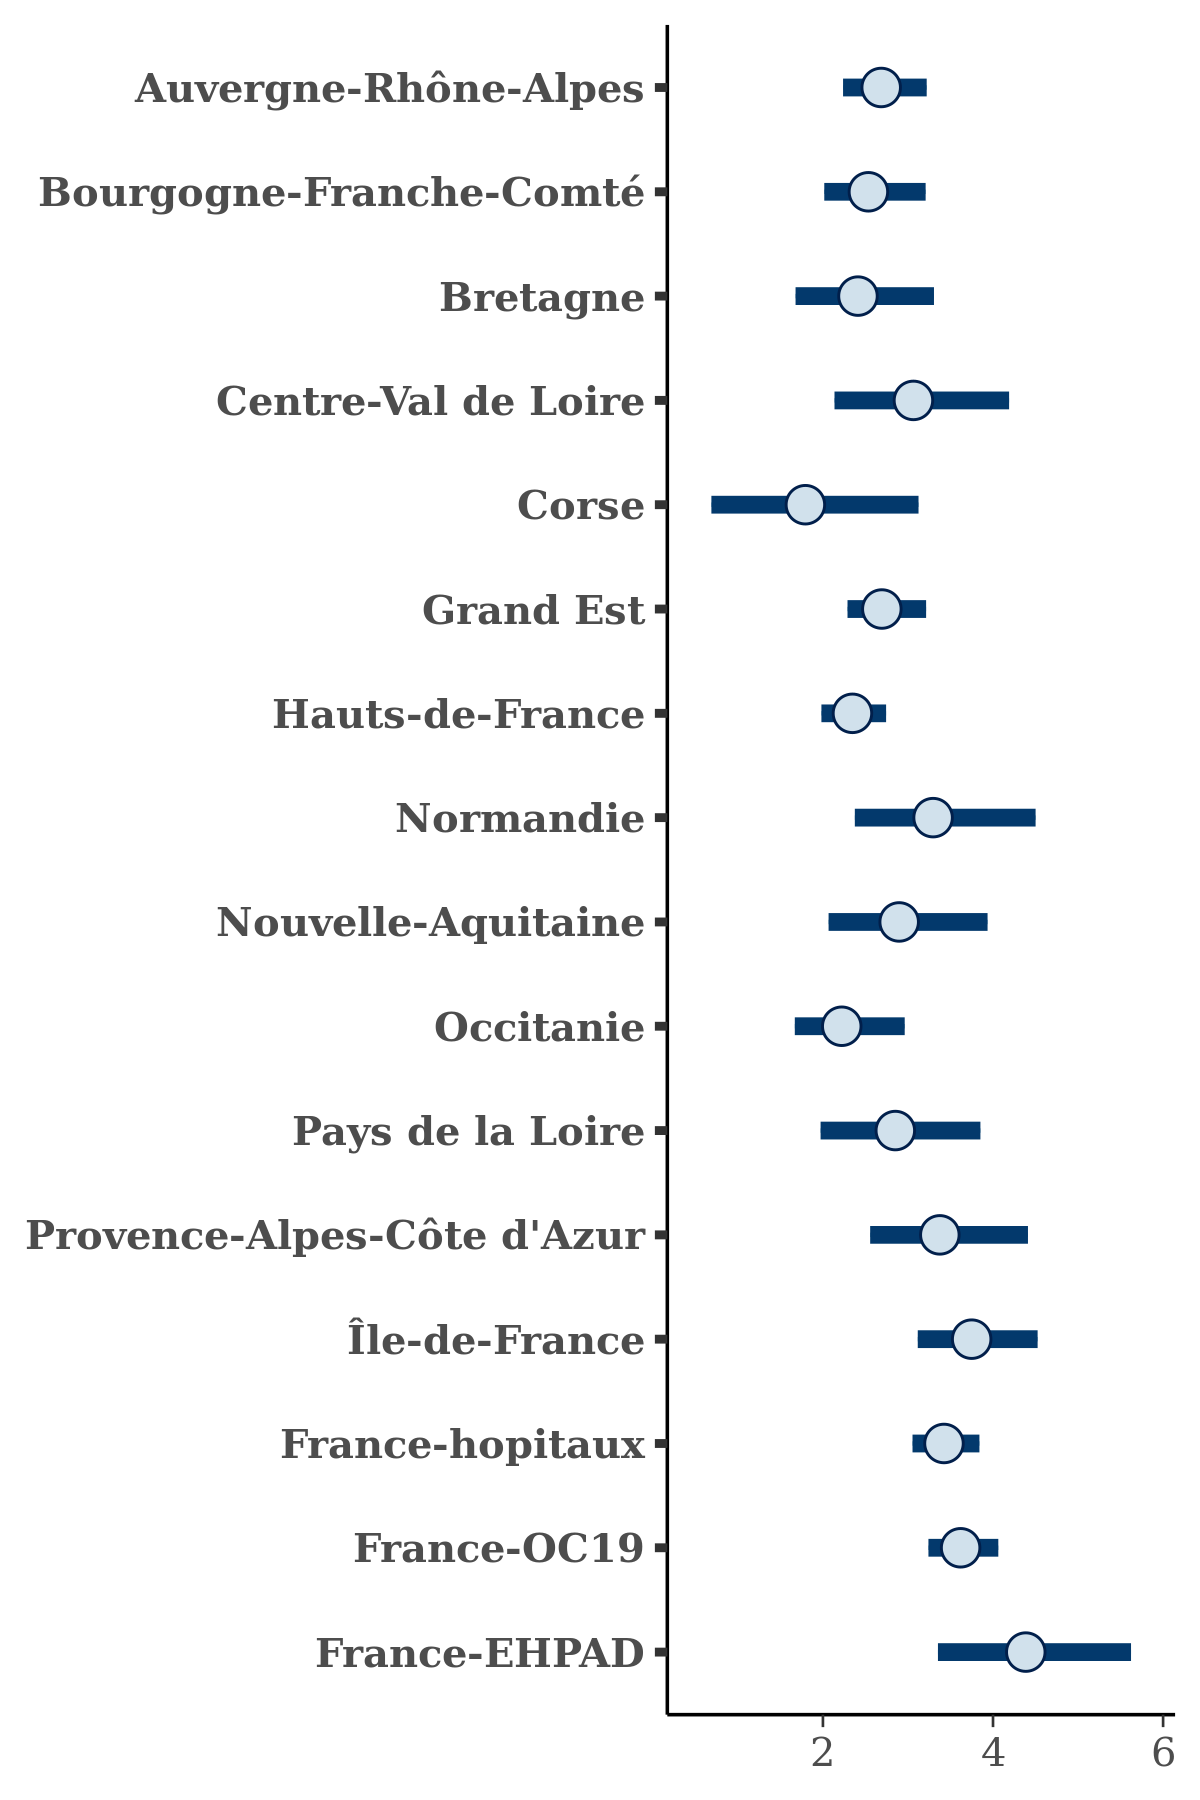 Auvergne-Rhône-Alpes
Bourgogne-Franche-Comté
Bretagne
Centre-Val de Loire
Corse
Grand Est
Hauts-de-France
Normandie
Nouvelle-Aquitaine
Occitanie
Pays de la Loire
Provence-Alpes-Côte d'Azur
Île-de-France
France-hopitaux
France-OC19
France-EHPAD
2 4 6